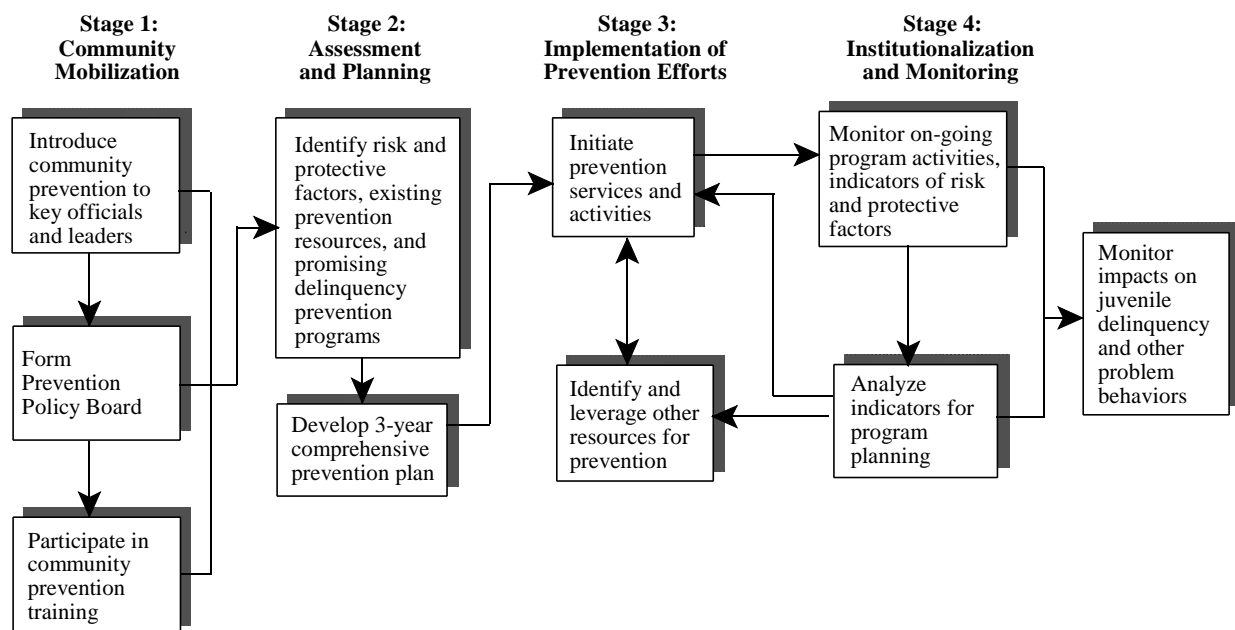 Stage 1:
Community
Mobilization
Stage 2:
Assessment
and Planning
Stage 3:
Implementation of
Prevention Efforts
Stage 4:
Institutionalization
and Monitoring
Introduce
community
prevention to
key officials
and leaders
Form
Prevention
Policy Board
Participate in
community
prevention
training
Identify risk and
protective
factors, existing
prevention
resources, and
promising
delinquency
prevention
programs
Develop 3-year
comprehensive
prevention plan
Initiate
prevention
services and
activities
Identify and
leverage other
resources for
prevention
Monitor on-going
program activities,
indicators of risk
and protective
factors
Analyze
indicators for
program
planning
Monitor
impacts on
juvenile
delinquency
and other
problem
behaviors